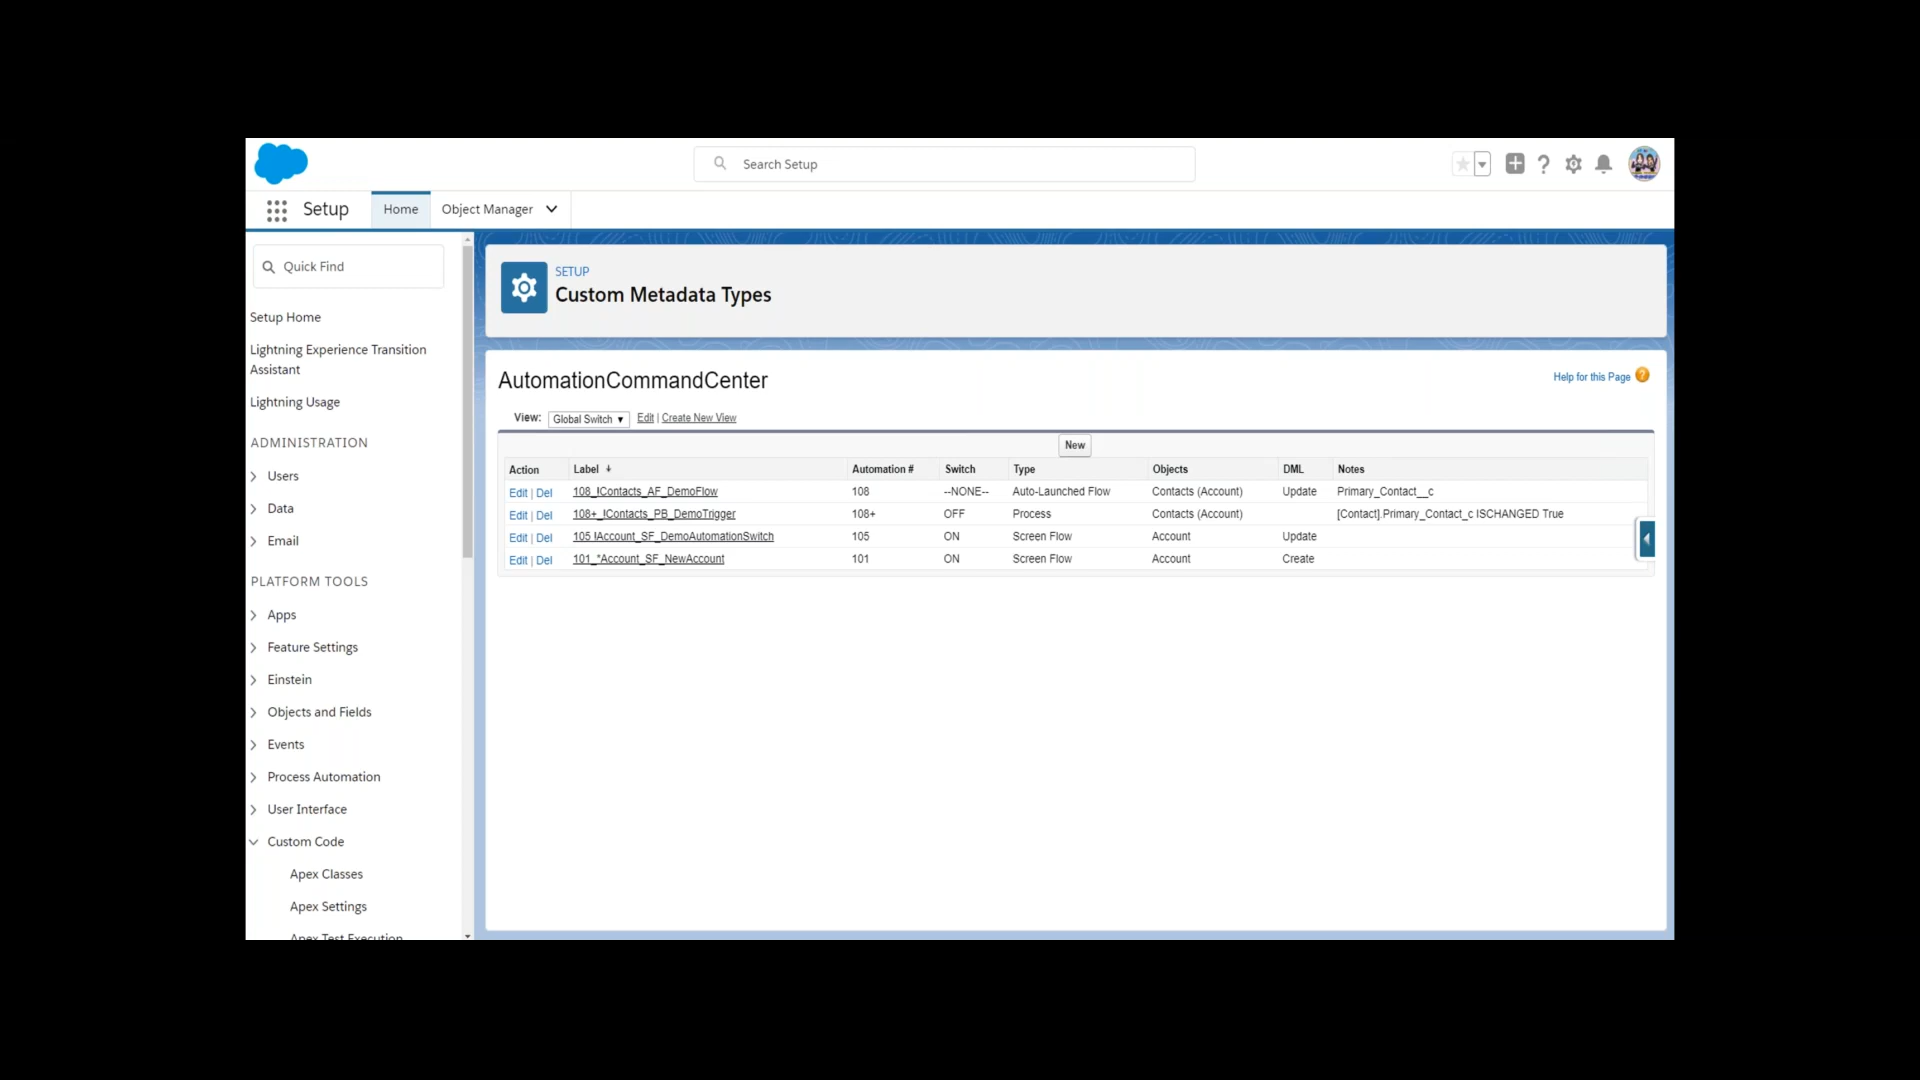 Search Setup
Setup
Home
Object Manager
Quick Find
Setup Home
Lightning Experience Transition
Assistant
Lightning Usage
ADMINISTRATION
Users
Data
Email
PLATFORM TOOLS
Apps
Feature Settings
Einstein
Objects and Fields
Events
Process Automation
User Interface
Custom Code
Apex Classes
Apex Settings
Apex Test Execution
SETUP
Custom Metadata Types
AutomationCommandCenter
Help for this Page
View: Global Switch Edit | Create New View
New
Action Label Automation # Switch Type Objects DML Notes
Edit | Del 108_!Contacts_AF_DemoFlow 108 --NONE-- Auto-Launched Flow Contacts (Account) Update Primary_Contact__c
Edit | Del 108+_!Contacts_PB_DemoTrigger 108+ OFF Process Contacts (Account) [Contact].Primary_Contact_c ISCHANGED True
Edit | Del 105 !Account_SF_DemoAutomationSwitch 105 ON Screen Flow Account Update
Edit | Del 101_*Account_SF_NewAccount 101 ON Screen Flow Account Create